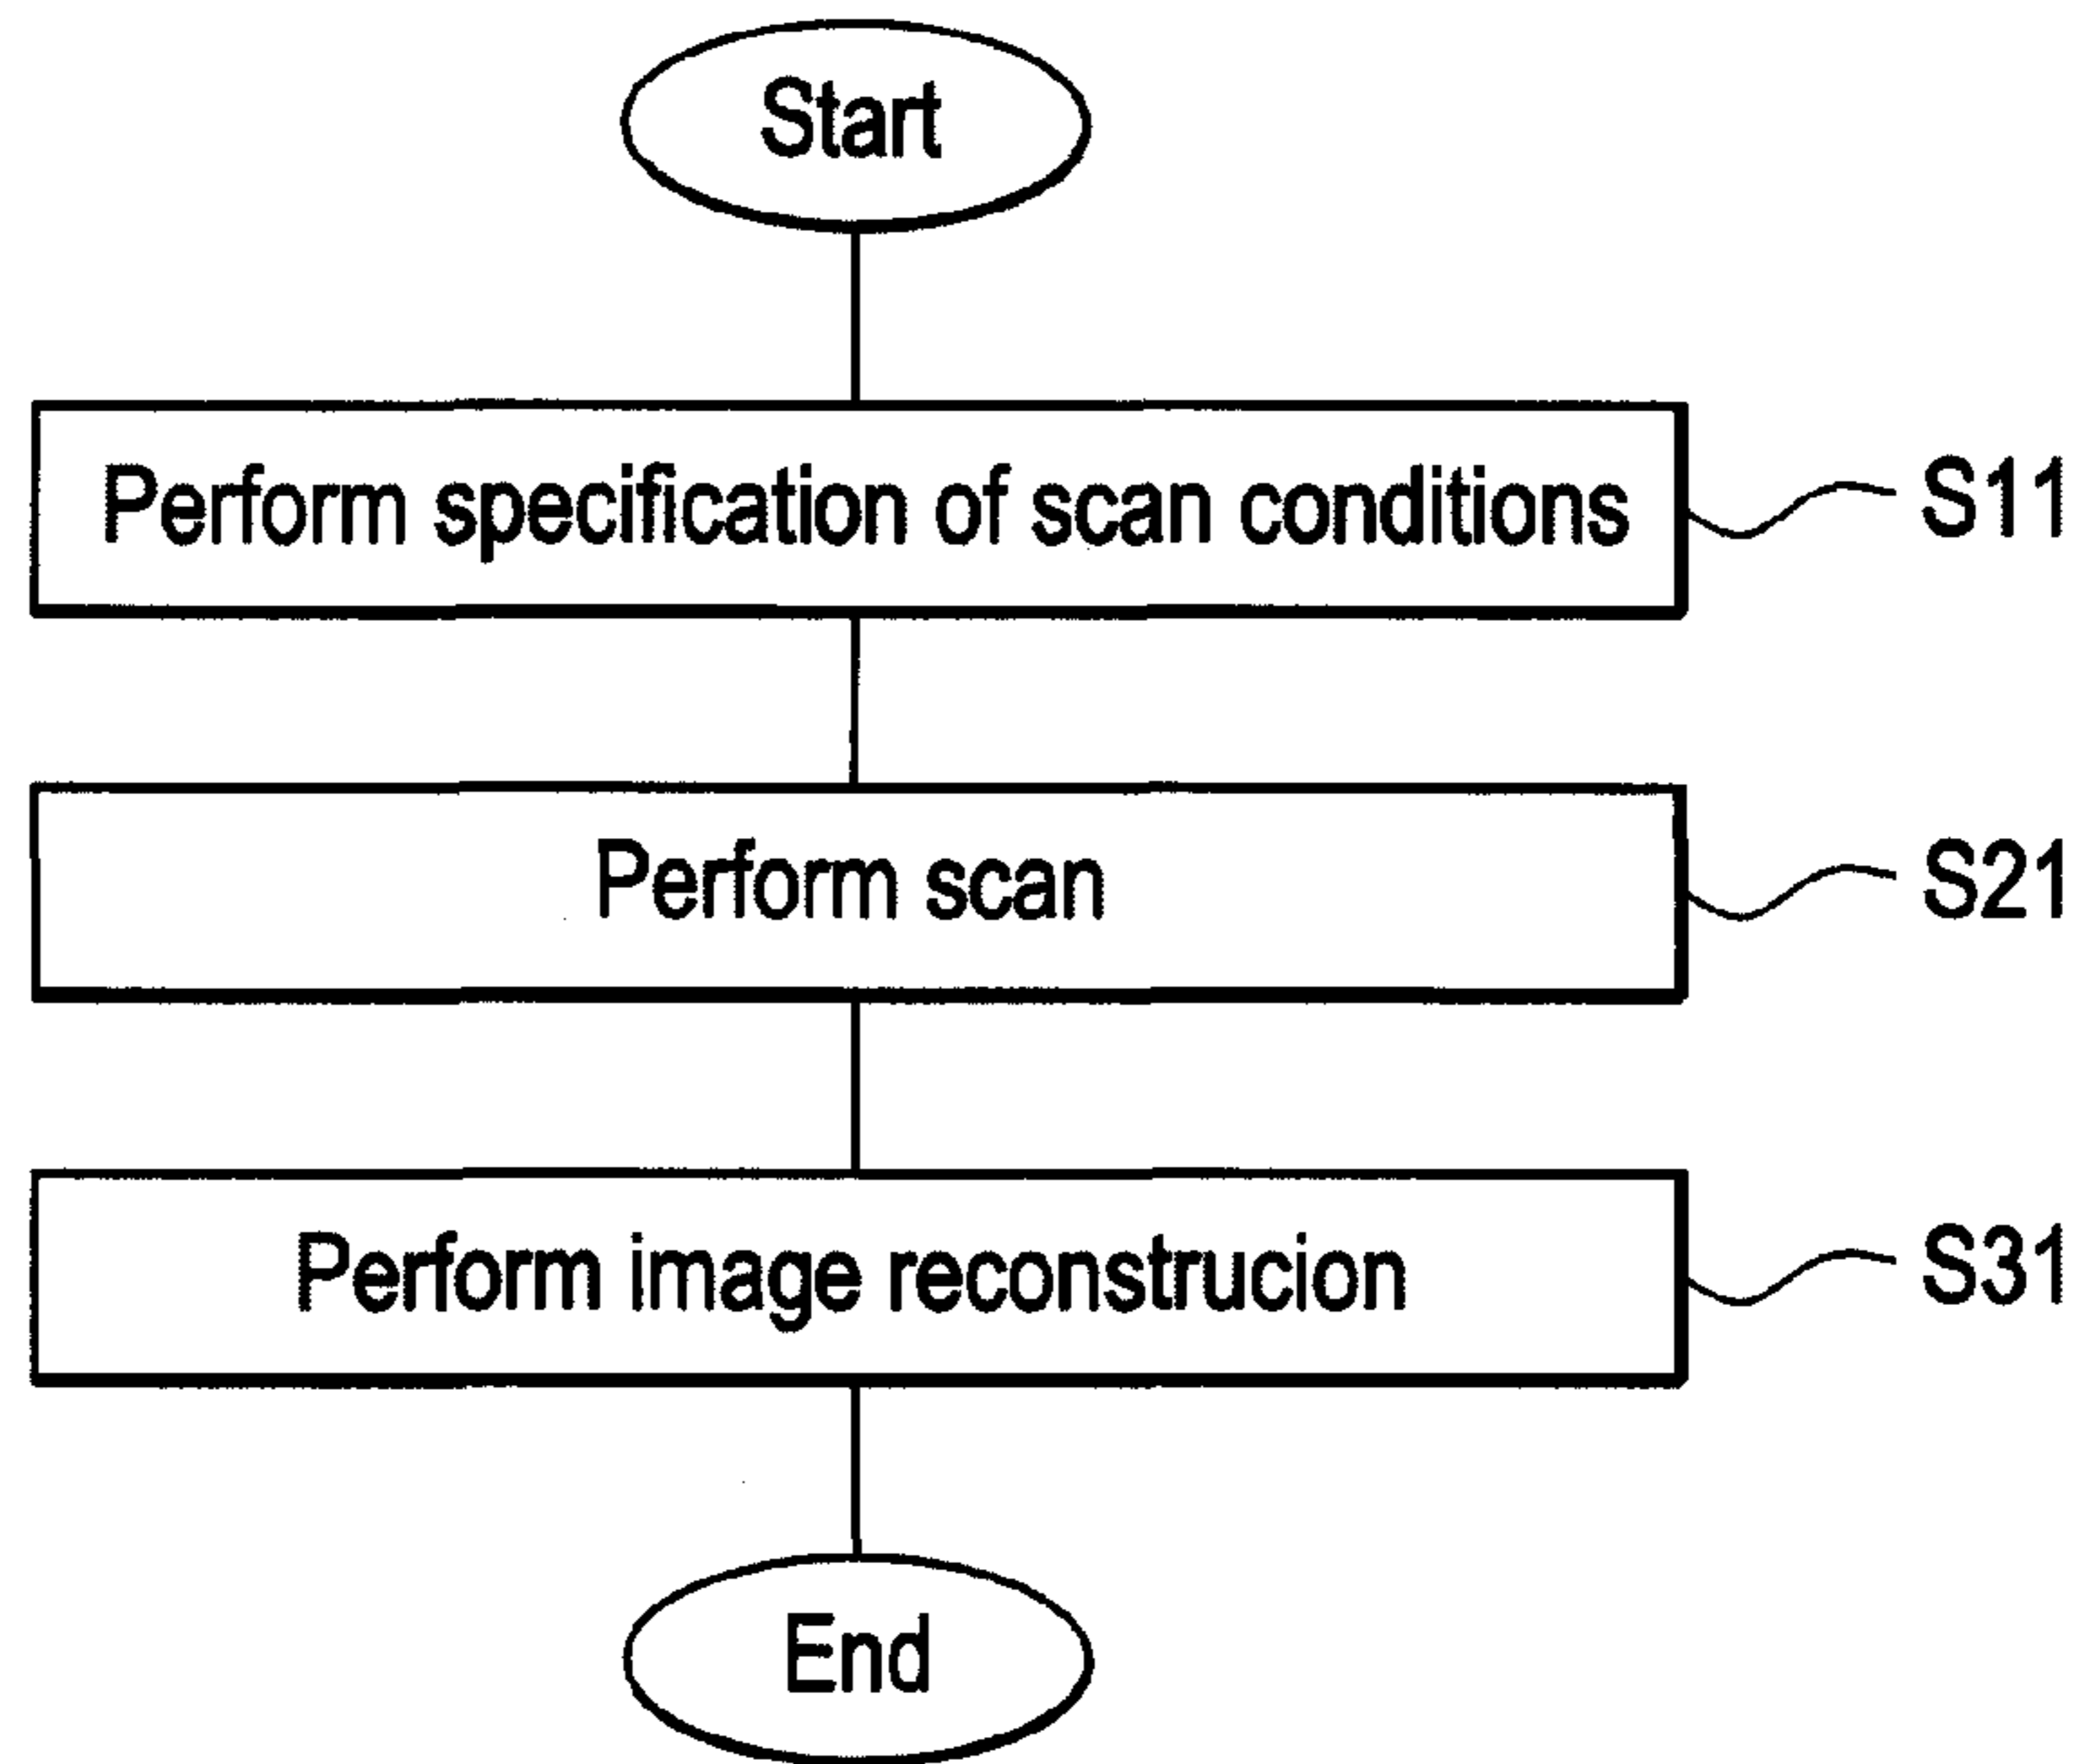 Start
Perform specification of scan conditions
S11
Perform scan
S21
Perform image reconstrucion
S31
End